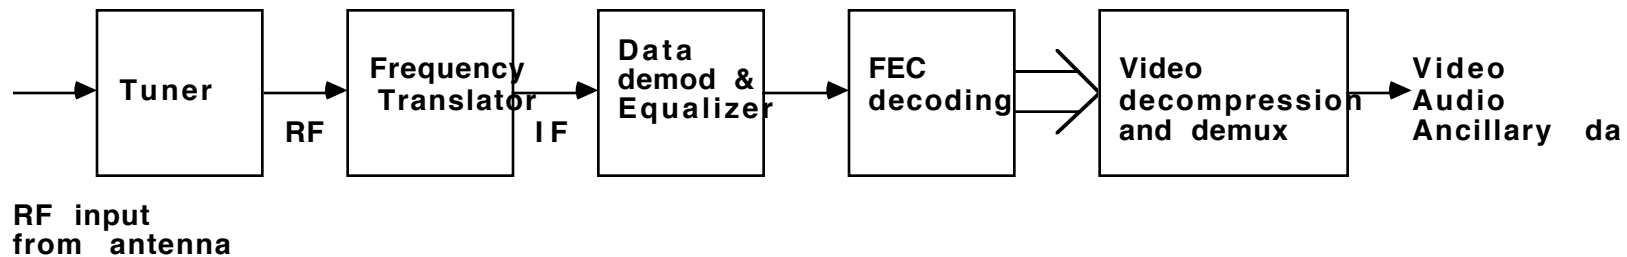 Tuner
RF
Frequency
Translator
IF
Data
demod &
Equalizer
FEC
decoding
Video
decompression
and demux
Video
Audio
Ancillary da
RF input
from antenna